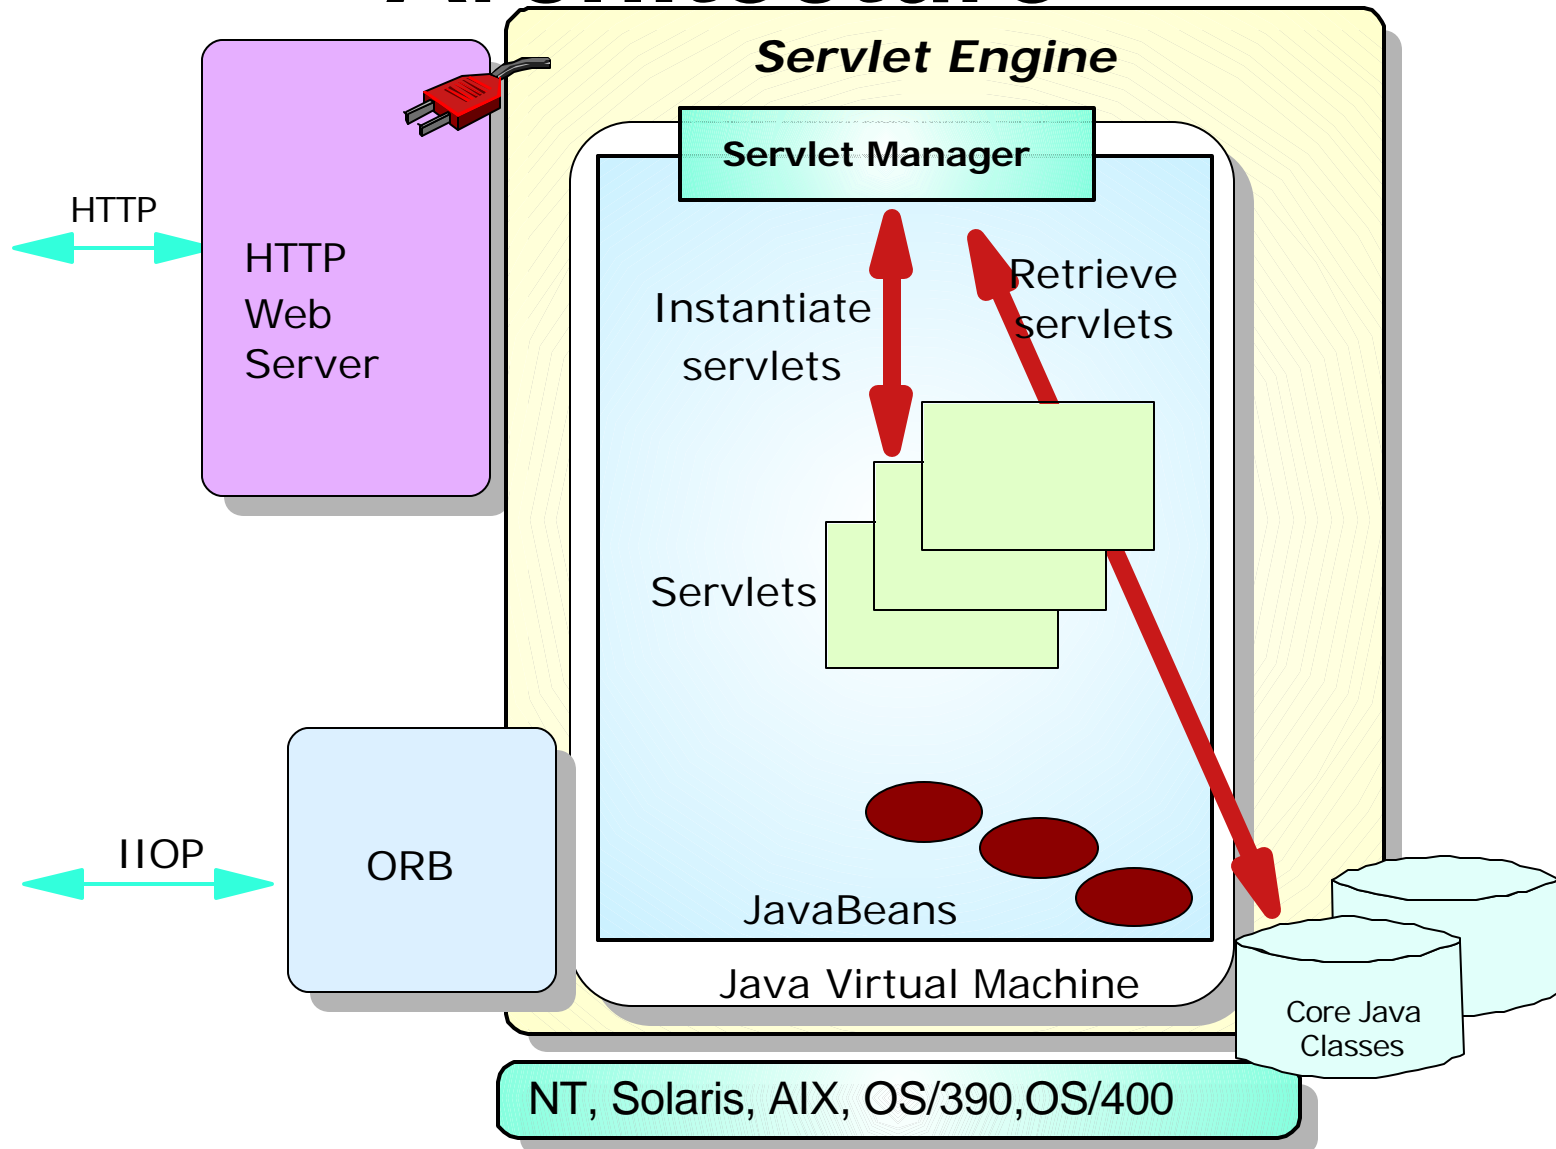 Servlet Engine
Servlet Manager
HTTP
HTTP
Web
Server
Instantiate
servlets
Retrieve
servlets
Servlets
IIOP
ORB
JavaBeans
Java Virtual Machine
Core Java
Classes
NT, Solaris, AIX, OS/390,OS/400